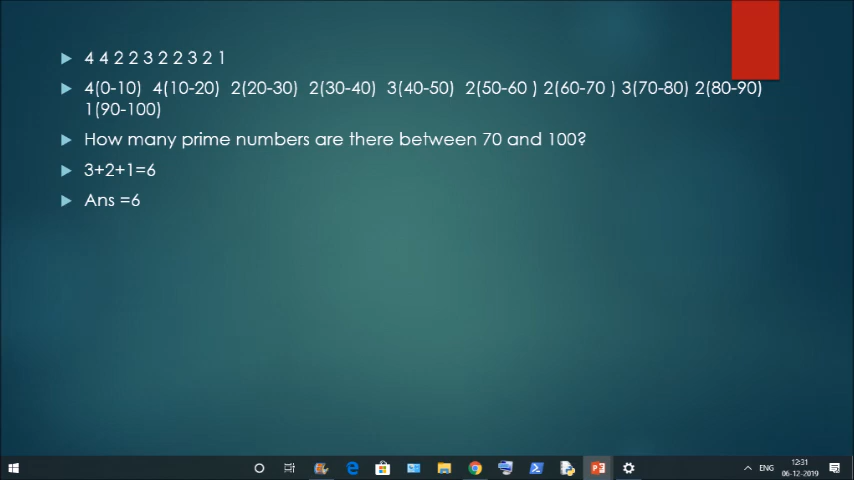 4 4 2 2 3 2 2 3 2 1
4(0-10) 4(10-20) 2(20-30) 2(30-40) 3(40-50) 2(50-60 ) 2(60-70 ) 3(70-80) 2(80-90)
1(90-100)
How many prime numbers are there between 70 and 100?
3+2+1=6
Ans =6
12:31
ENG
06-12-2019